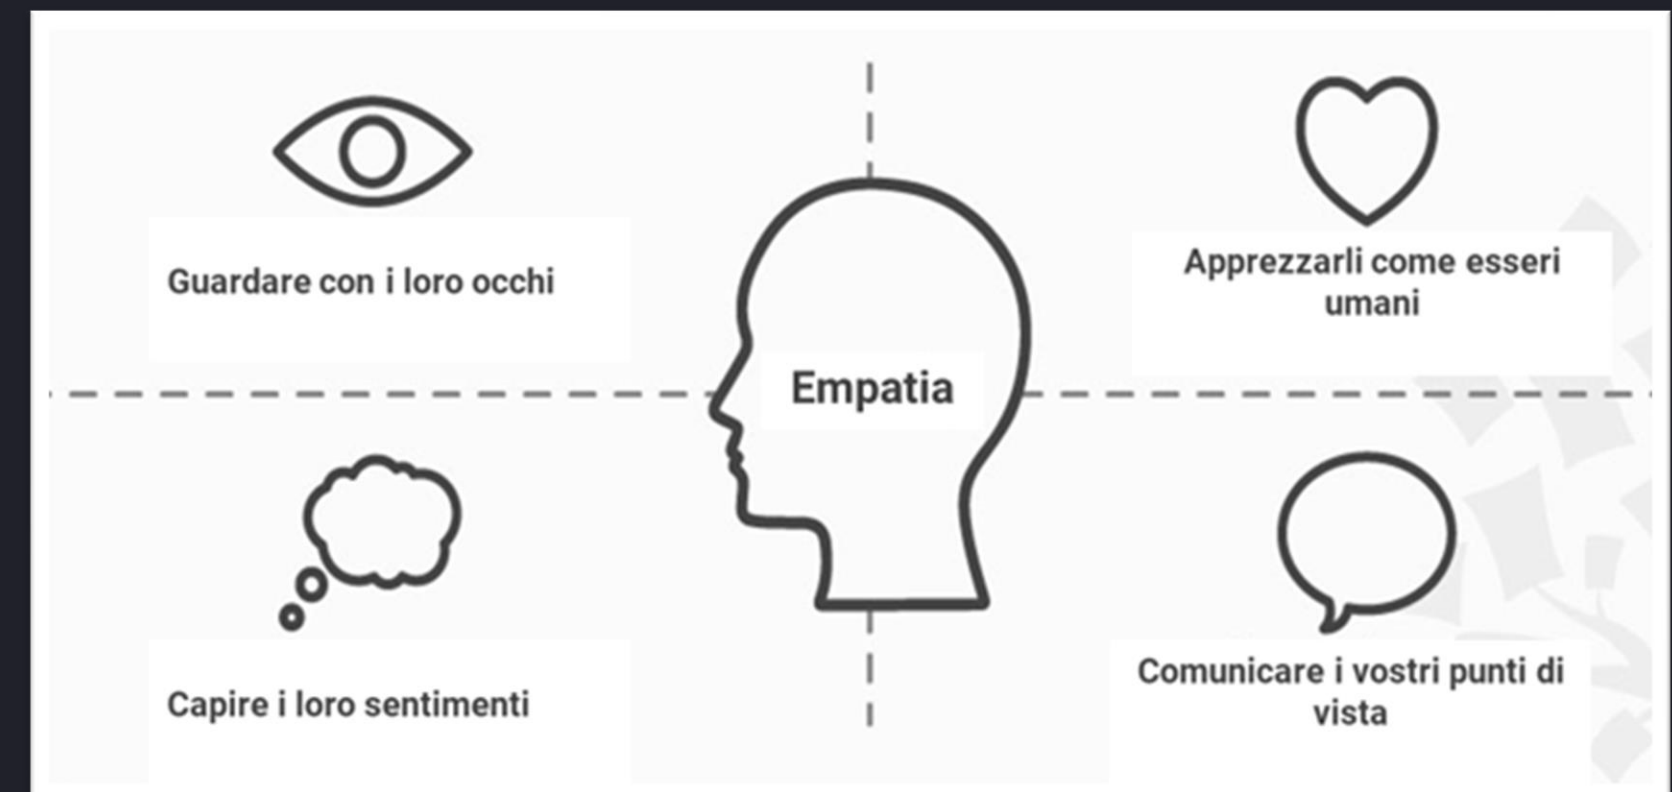 Guardare con i loro occhi
Apprezzarli come esseri
umani
Empatia
Capire i loro sentimenti
Comunicare i vostri punti di
vista